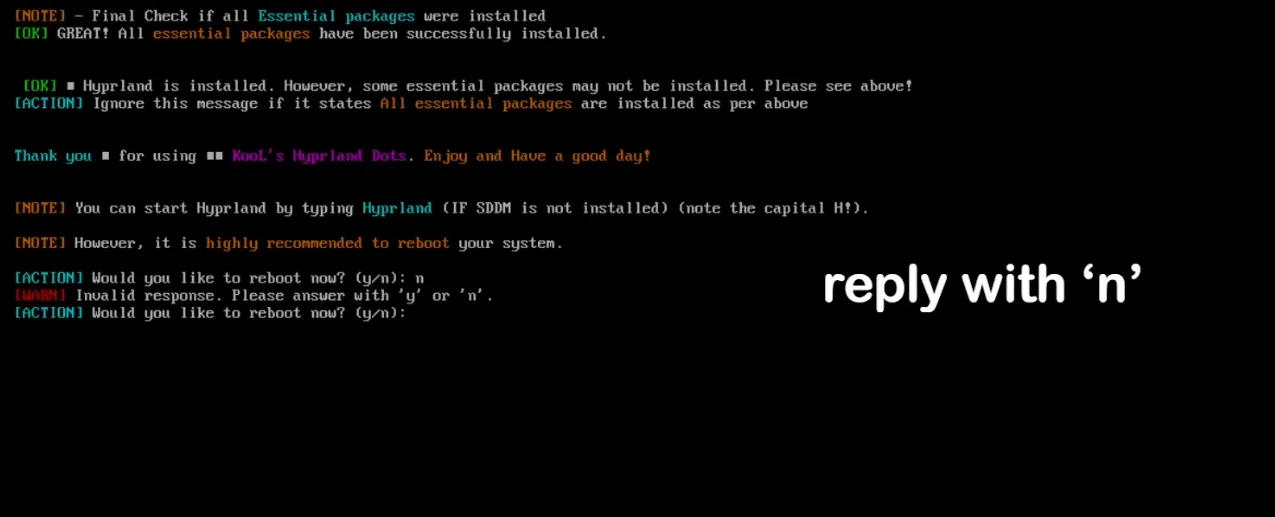 [NOTE] - Final Check if all Essential packages were installed
[OK] GREAT! All essential packages have been successfully installed.
[OK] ■ Hyprland is installed. However, some essential packages may not be installed. Please see above!
[ACTION] Ignore this message if it states All essential packages are installed as per above
Thank you ■ for using ■■ KooL's Hyprland Dots. Enjoy and Have a good day!
[NOTE] You can start Hyprland by typing Hyprland (IF SDDM is not installed) (note the capital H!).
[NOTE] However, it is highly recommended to reboot your system.
[ACTION] Would you like to reboot now? (y/n): n
[WARN] Invalid response. Please answer with 'y' or 'n'.
[ACTION] Would you like to reboot now? (y/n):
reply with ‘n’